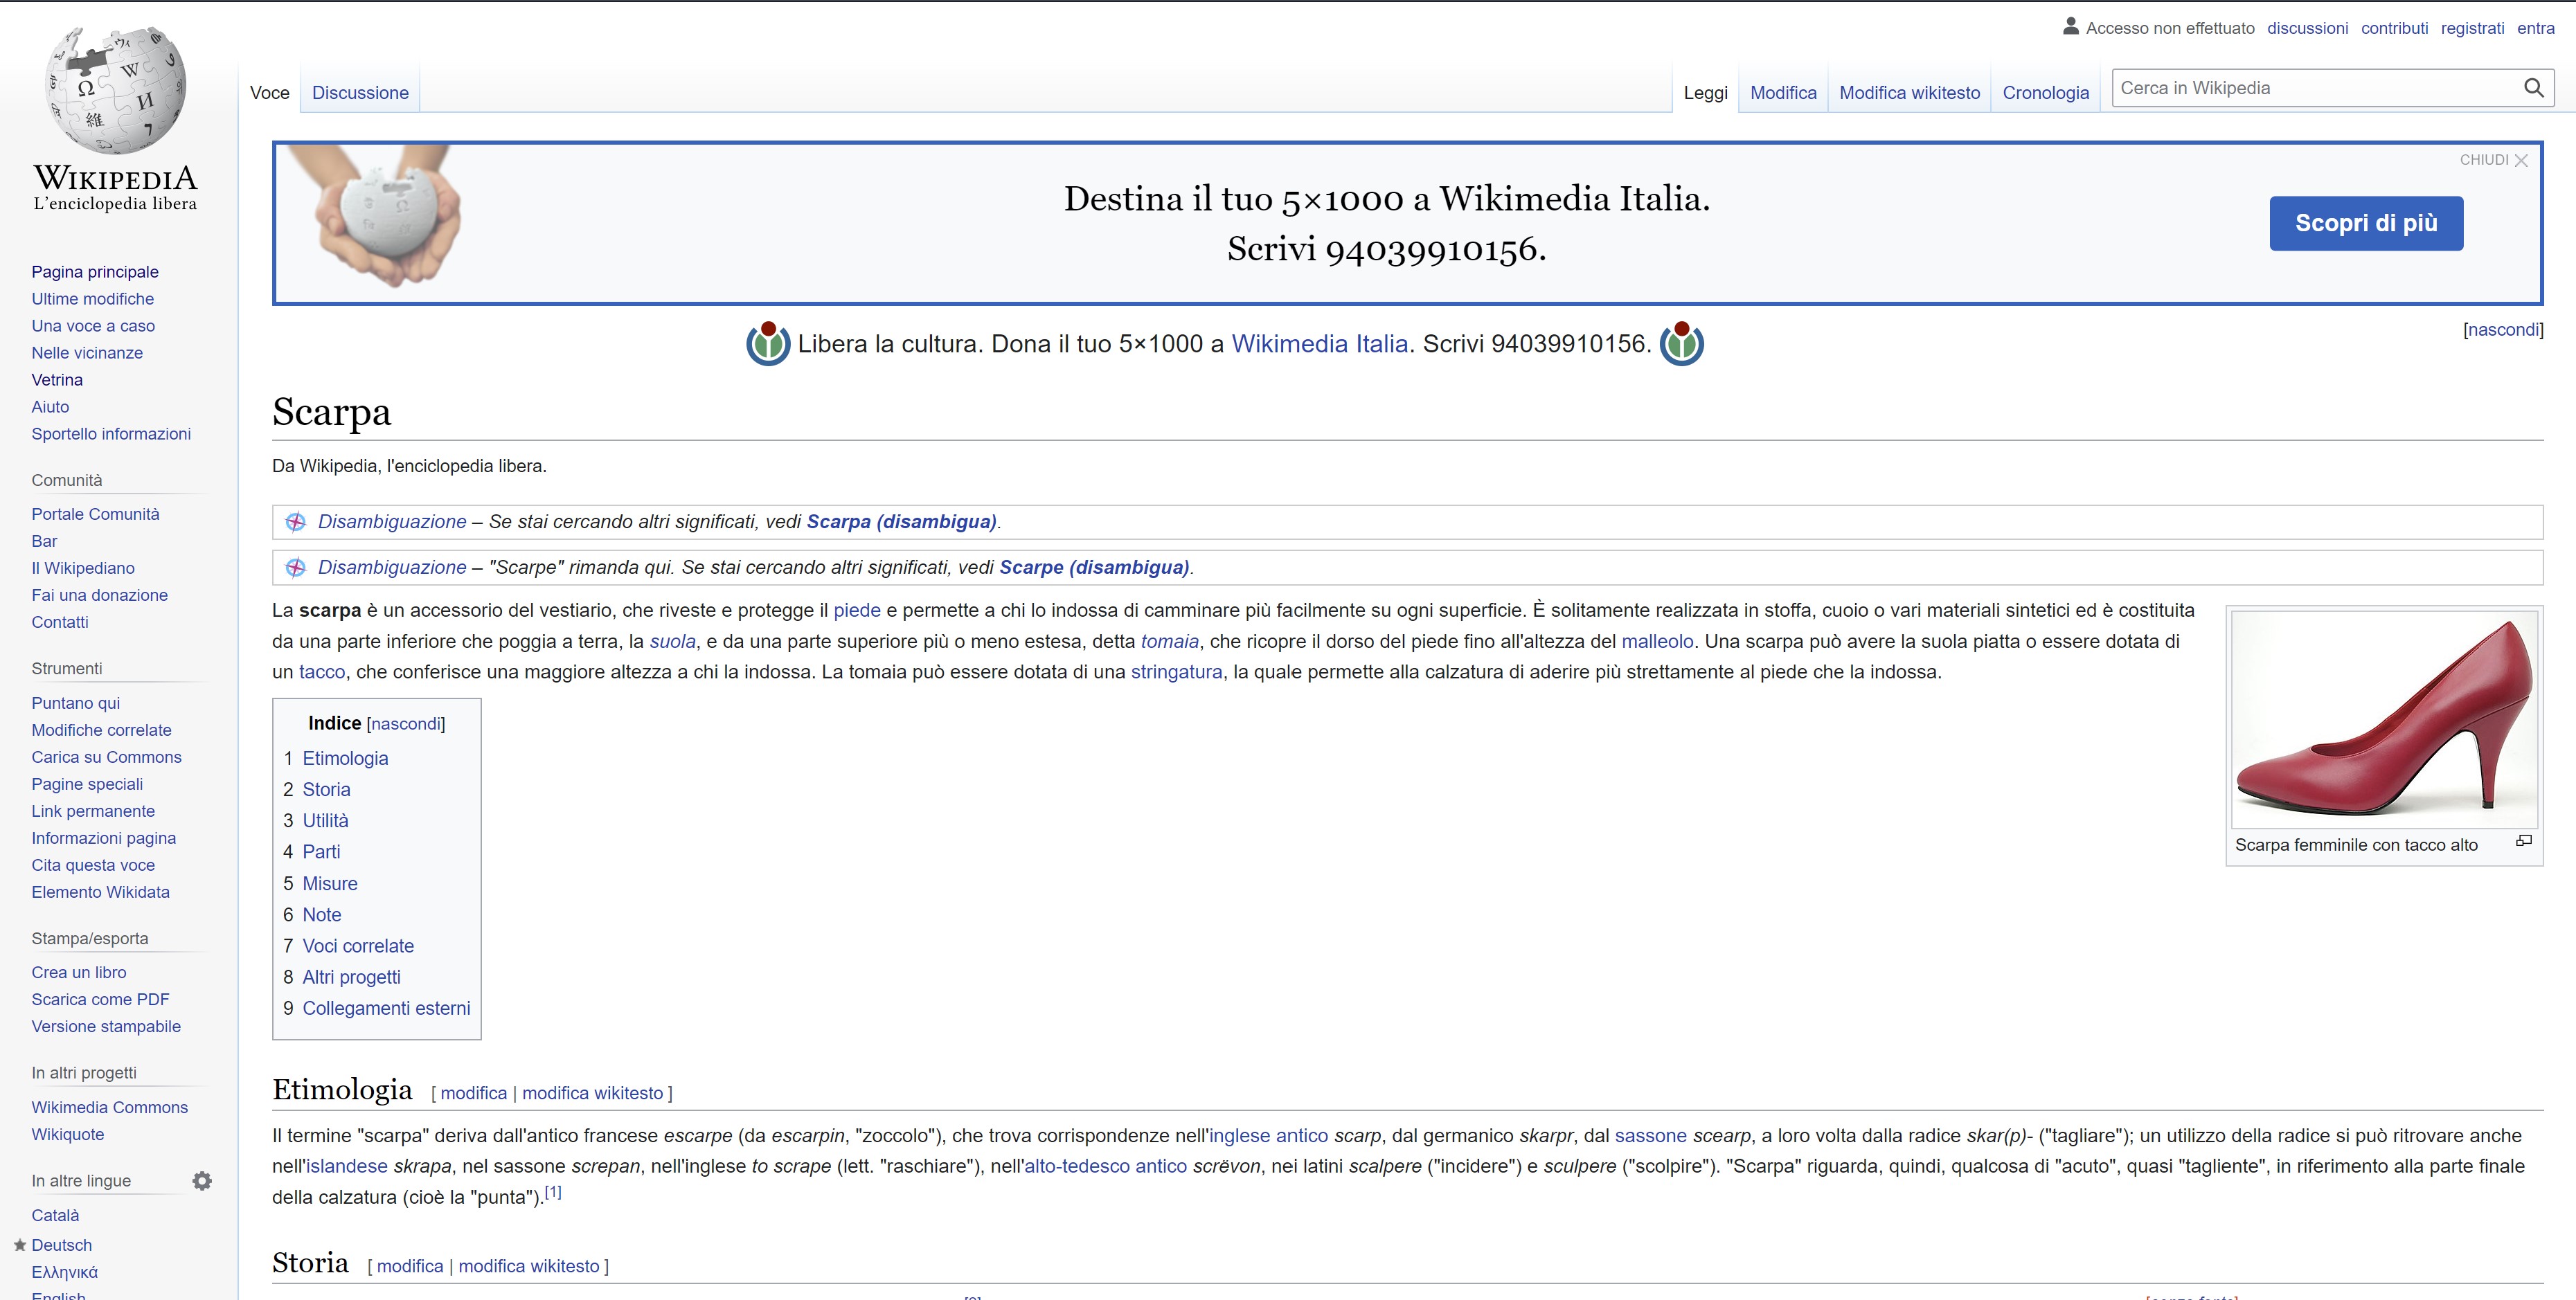 WIKIPEDIA
L'enciclopedia libera
Accesso non effettuato discussioni contributi registrati entra
Voce Discussione
Leggi Modifica Modifica wikitesto Cronologia
Cerca in Wikipedia
CHIUDI
Destina il tuo 5×1000 a Wikimedia Italia.
Scrivi 94039910156.
Scopri di più
Libera la cultura. Dona il tuo 5×1000 a Wikimedia Italia. Scrivi 94039910156.
[nascondi]
Pagina principale
Ultime modifiche
Una voce a caso
Nelle vicinanze
Vetrina
Aiuto
Sportello informazioni
Comunità
Portale Comunità
Bar
Il Wikipediano
Fai una donazione
Contatti
Strumenti
Puntano qui
Modifiche correlate
Carica su Commons
Pagine speciali
Link permanente
Informazioni pagina
Cita questa voce
Elemento Wikidata
Stampa/esporta
Crea un libro
Scarica come PDF
Versione stampabile
In altri progetti
Wikimedia Commons
Wikiquote
In altre lingue
Català
Deutsch
Ελληνικά
English
Scarpa
Da Wikipedia, l'enciclopedia libera.
Disambiguazione – Se stai cercando altri significati, vedi Scarpa (disambigua).
Disambiguazione – "Scarpe" rimanda qui. Se stai cercando altri significati, vedi Scarpe (disambigua).
La scarpa è un accessorio del vestiario, che riveste e protegge il piede e permette a chi lo indossa di camminare più facilmente su ogni superficie. È solitamente realizzata in stoffa, cuoio o vari materiali sintetici ed è costituita
da una parte inferiore che poggia a terra, la suola, e da una parte superiore più o meno estesa, detta tomaia, che ricopre il dorso del piede fino all'altezza del malleolo. Una scarpa può avere la suola piatta o essere dotata di
un tacco, che conferisce una maggiore altezza a chi la indossa. La tomaia può essere dotata di una stringatura, la quale permette alla calzatura di aderire più strettamente al piede che la indossa.
Scarpa femminile con tacco alto
Indice [nascondi]
1 Etimologia
2 Storia
3 Utilità
4 Parti
5 Misure
6 Note
7 Voci correlate
8 Altri progetti
9 Collegamenti esterni
Etimologia [ modifica | modifica wikitesto ]
Il termine "scarpa" deriva dall'antico francese escarpe (da escarpin, "zoccolo"), che trova corrispondenze nell'inglese antico scarp, dal germanico skarpr, dal sassone scearp, a loro volta dalla radice skar(p)- ("tagliare"); un utilizzo della radice si può ritrovare anche
nell'islandese skrapa, nel sassone screpan, nell'inglese to scrape (lett. "raschiare"), nell'alto-tedesco antico scrëvon, nei latini scalpere ("incidere") e sculpere ("scolpire"). "Scarpa" riguarda, quindi, qualcosa di "acuto", quasi "tagliente", in riferimento alla parte finale
della calzatura (cioè la "punta").[1]
Storia [ modifica | modifica wikitesto ]